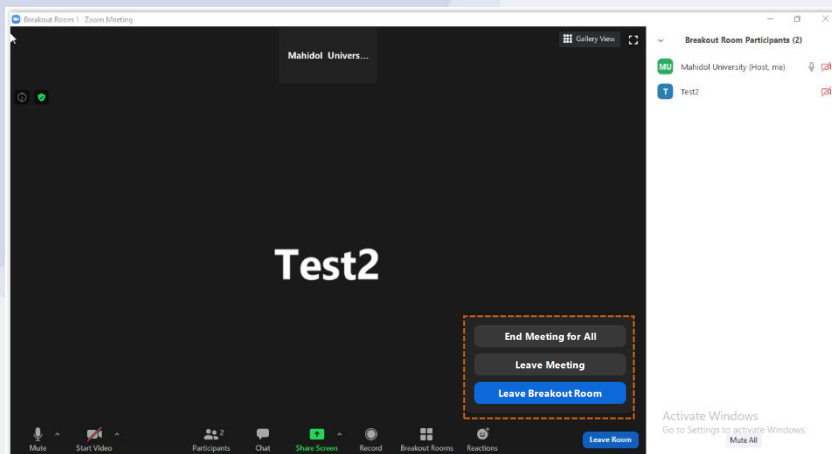 Breakout Room 1 Zoom Meeting
Mahidol Univers...
Gallery View
Breakout Room Participants (2)
MU Mahidol University (Host, me)
T Test2
Test2
End Meeting for All
Leave Meeting
Leave Breakout Room
Activate Windows
Go to Settings to activate Windows.
Mute All
2
Mute
Start Video
Participants
Chat
Share Screen
Record
Breakout Rooms
Reactions
Leave Room